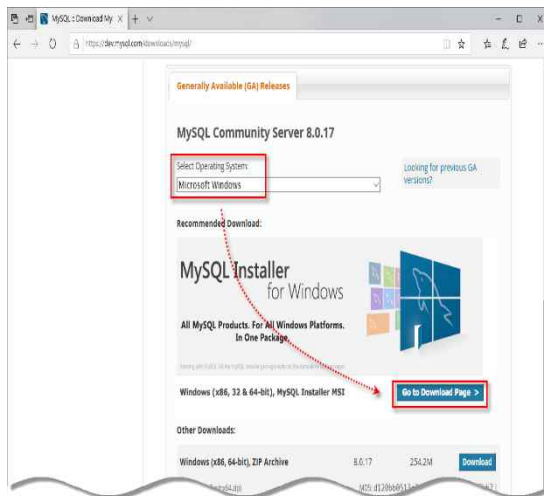 MySQL :: Download My
https://dev.mysql.com/downloads/mysql/
Generally Available (GA) Releases
MySQL Community Server 8.0.17
Select Operating System:
Looking for previous GA
versions?
Microsoft Windows
Recommended Download:
MySQL Installer
for Windows
All MySQL Products. For All Windows Platforms.
In One Package.
Windows (x86, 32 & 64-bit), MySQL Installer MSI
Go to Download Page >
Other Downloads:
Windows (x86, 64-bit), ZIP Archive
8.0.17
254.2M
Download